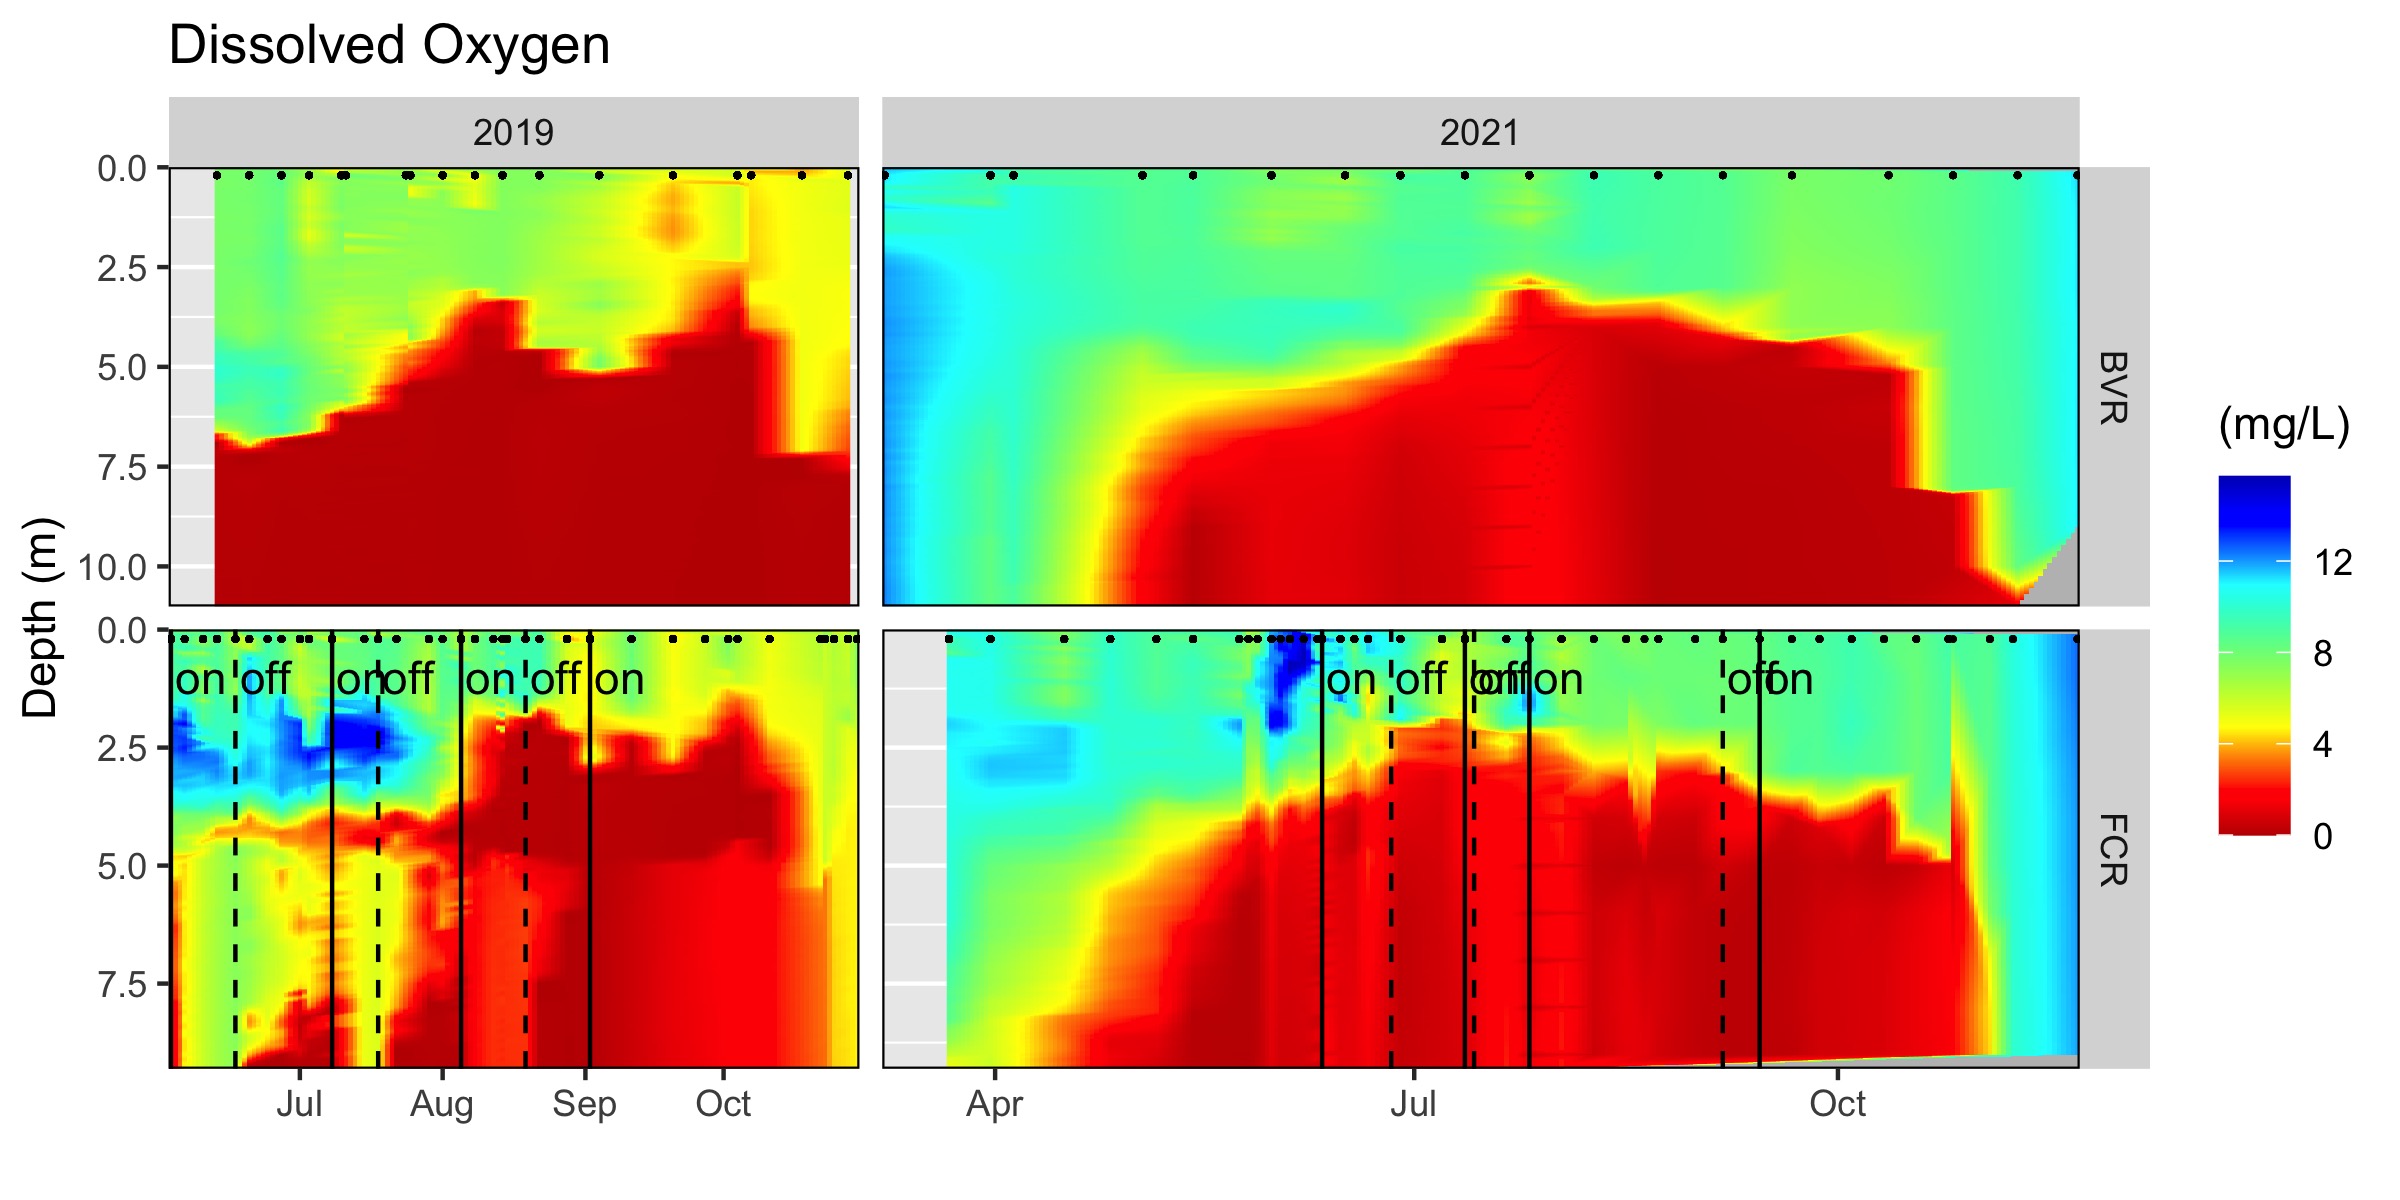 Dissolved Oxygen
2019
2021
0.0
2.5
5.0
7.5
10.0
BVR
Depth (m)
(mg/L)
12
8
4
0
0.0
2.5
5.0
7.5
on off on off on off on
on off on off on off on
FCR
Jul Aug Sep Oct
Apr Jul Oct